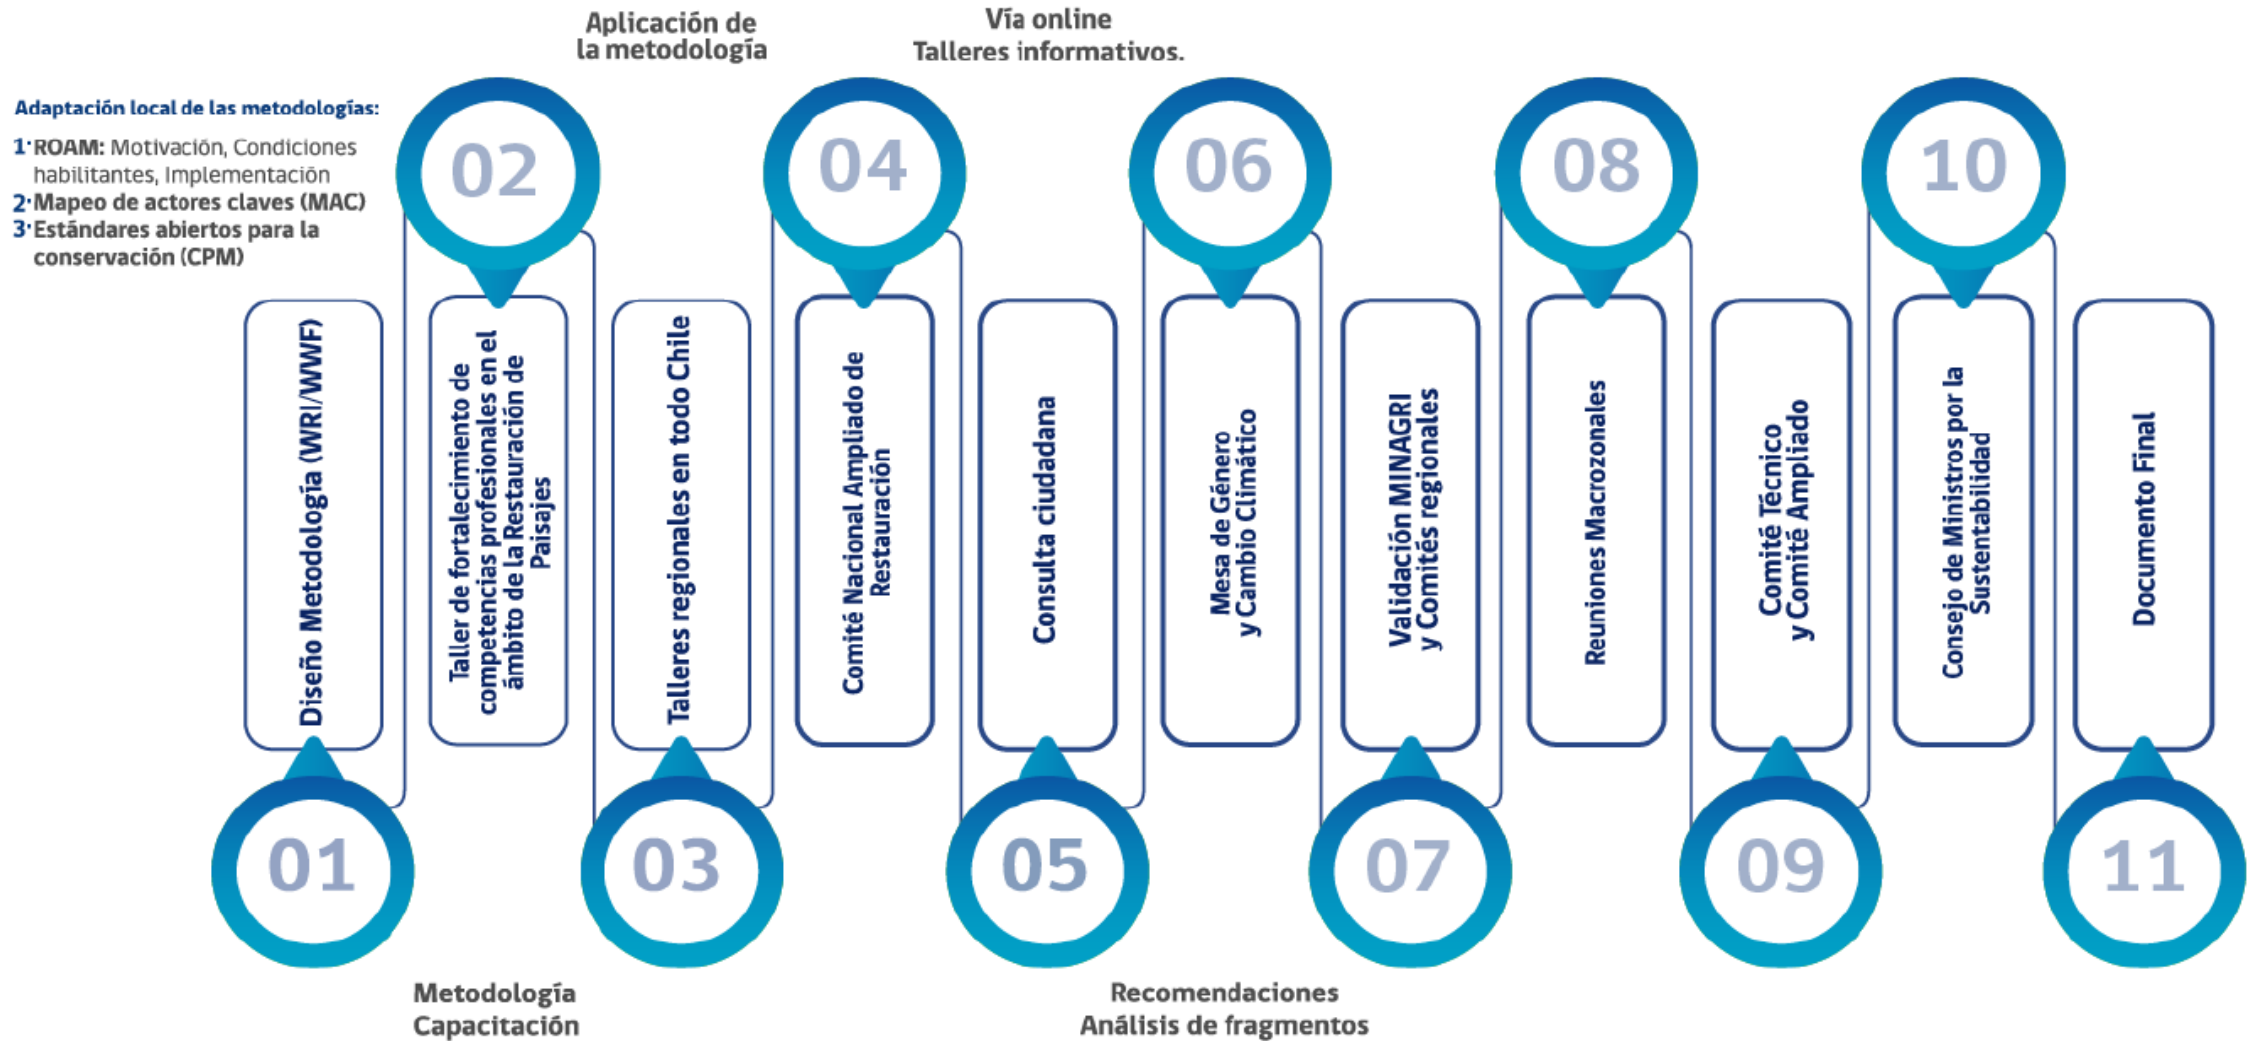 Aplicación de
la metodología
Vía online
Talleres informativos.
Adaptación local de las metodologías:
1· ROAM: Motivación, Condiciones
habilitantes, Implementación
2· Mapeo de actores claves (MAC)
3· Estándares abiertos para la
conservación (CPM)
01
Diseño Metodología (WRI/WWF)
02
Taller de fortalecimiento de
competencias profesionales en el
ámbito de la Restauración de
Paisajes
03
Talleres regionales en todo Chile
04
Comité Nacional Ampliado de
Restauración
05
Consulta ciudadana
06
Mesa de Género
y Cambio Climático
07
Validación MINAGRI
y Comités regionales
08
Reuniones Macrozonales
09
Comité Técnico
y Comité Ampliado
10
Consejo de Ministros por la
Sustentabilidad
11
Documento Final
Metodología
Capacitación
Recomendaciones
Análisis de fragmentos